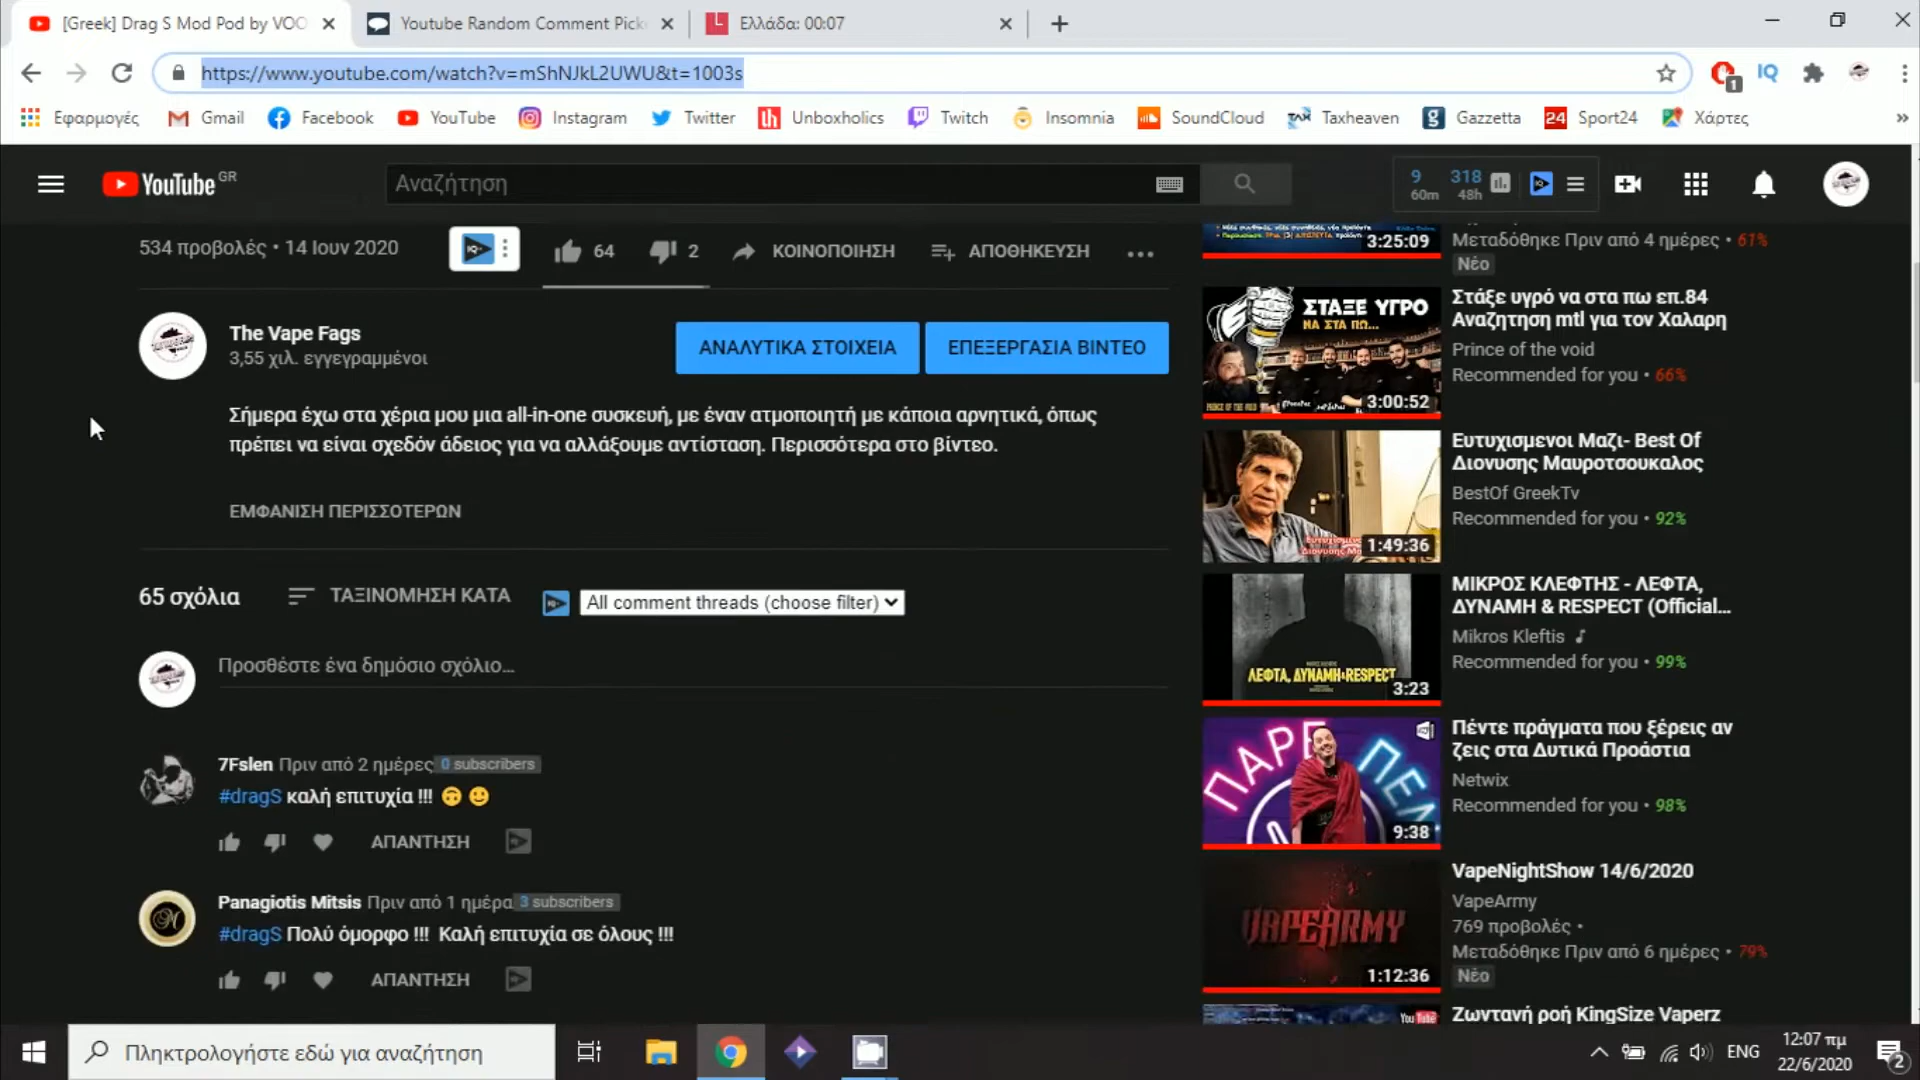 [Greek] Drag S Mod Pod by VOO
Youtube Random Comment Pick
Ελλάδα: 00:07
https://www.youtube.com/watch?v=mShNJkL2UWU&t=1003s
1
IQ
Εφαρμογές
Gmail
Facebook
YouTube
Instagram
Twitter
Unboxholics
Twitch
Insomnia
SoundCloud
Taxheaven
Gazzetta
24 Sport24
Χάρτες
YouTube GR
Αναζήτηση
9 60m
318 48h
534 προβολές • 14 Ιουν 2020
64
2
ΚΟΙΝΟΠΟΙΗΣΗ
ΑΠΟΘΗΚΕΥΣΗ
The Vape Fags
3,55 χιλ. εγγεγραμμένοι
ΑΝΑΛΥΤΙΚΑ ΣΤΟΙΧΕΙΑ
ΕΠΕΞΕΡΓΑΣΙΑ ΒΙΝΤΕΟ
Σήμερα έχω στα χέρια μου μια all-in-one συσκευή, με έναν ατμοποιητή με κάποια αρνητικά, όπως
πρέπει να είναι σχεδόν άδειος για να αλλάξουμε αντίσταση. Περισσότερα στο βίντεο.
ΕΜΦΑΝΙΣΗ ΠΕΡΙΣΣΟΤΕΡΩΝ
65 σχόλια
ΤΑΞΙΝΟΜΗΣΗ ΚΑΤΑ
All comment threads (choose filter)
Προσθέστε ένα δημόσιο σχόλιο...
7Fslen Πριν από 2 ημέρες 0 subscribers
#dragS καλή επιτυχία !!! 🙃 🙂
ΑΠΑΝΤΗΣΗ
Panagiotis Mitsis Πριν από 1 ημέρα 3 subscribers
#dragS Πολύ όμορφο !!! Καλή επιτυχία σε όλους !!!
ΑΠΑΝΤΗΣΗ
3:25:09
Μεταδόθηκε Πριν από 4 ημέρες • 61%
Νέο
ΣΤΑΞΕ ΥΓΡΟ
ΝΑ ΣΤΑ ΠΩ...
PRINCE OF THE VOID
3:00:52
Στάξε υγρό να στα πω επ.84
Αναζητηση mtl για τον Χαλαρη
Prince of the void
Recommended for you • 66%
1:49:36
Ευτυχισμενοι Μαζι- Best Of
Διονυσης Μαυροτσουκαλος
BestOf GreekTv
Recommended for you • 92%
ΛΕΦΤΑ, ΔΥΝΑΜΗ & RESPECT
3:23
ΜΙΚΡΟΣ ΚΛΕΦΤΗΣ - ΛΕΦΤΑ,
ΔΥΝΑΜΗ & RESPECT (Official...
Mikros Kleftis
Recommended for you • 99%
ΠΑΡΕ
ΠΕΛ
9:38
Πέντε πράγματα που ξέρεις αν
ζεις στα Δυτικά Προάστια
Netwix
Recommended for you • 98%
VAPEARMY
1:12:36
VapeNightShow 14/6/2020
VapeArmy
769 προβολές •
Μεταδόθηκε Πριν από 6 ημέρες • 79%
Νέο
YouTube
Ζωντανή ροή KingSize Vaperz
Πληκτρολογήστε εδώ για αναζήτηση
ENG
12:07 πμ
22/6/2020
2